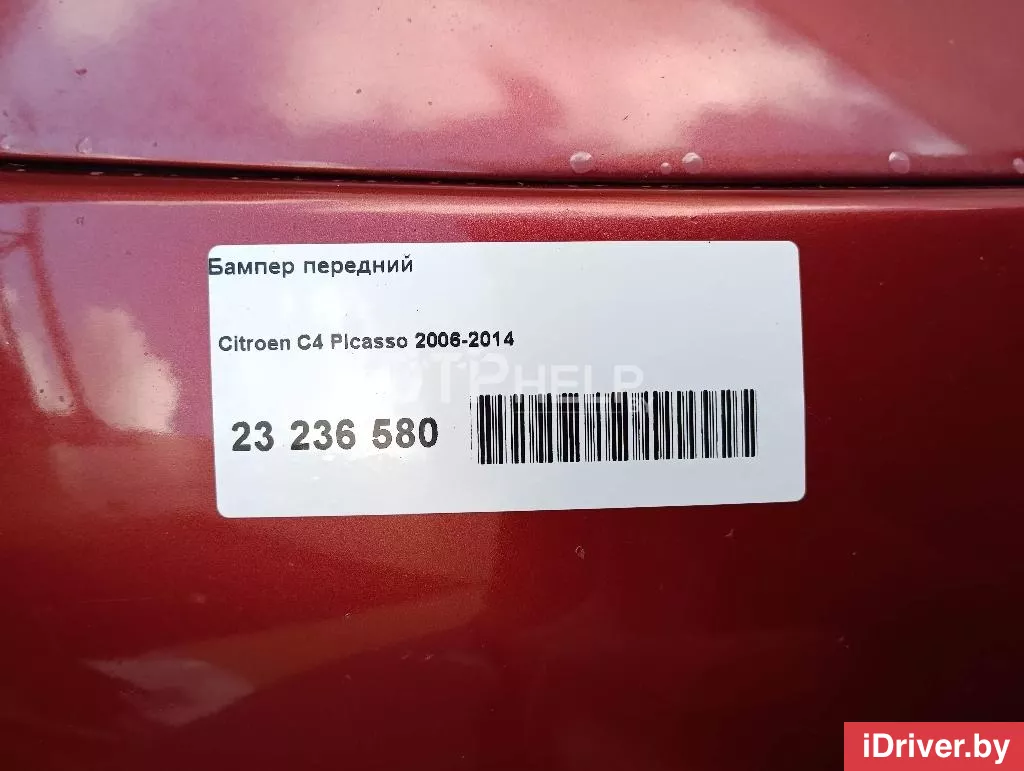 Бампер передний
Citroen C4 Picasso 2006-2014
23 236 580
iDriver.by